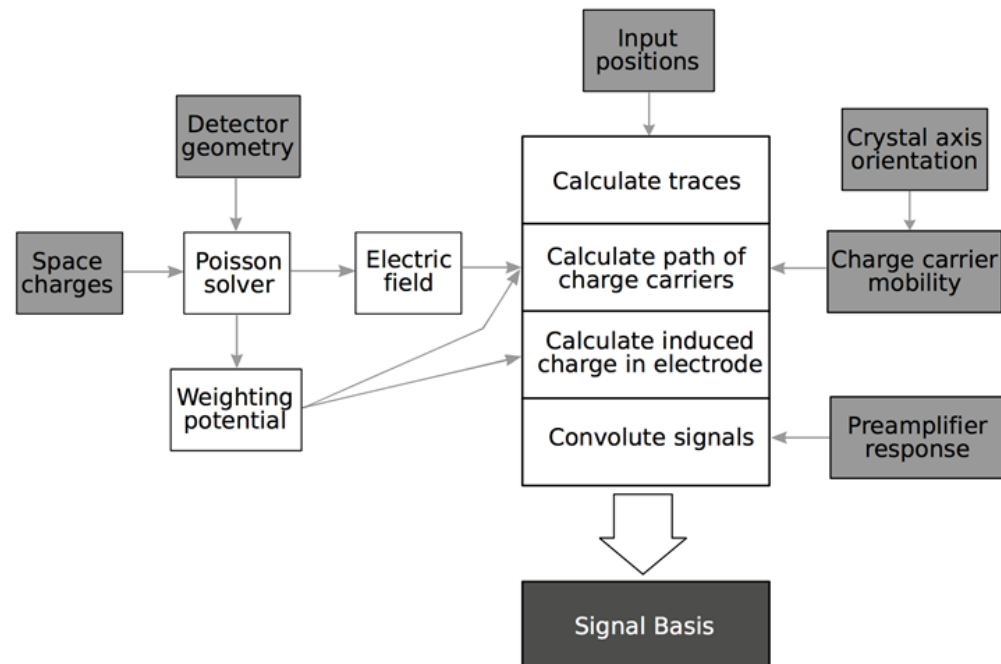 Input
positions
Detector
geometry
Crystal axis
orientation
Calculate traces
Space
charges
Poisson
solver
Electric
field
Calculate path of
charge carriers
Charge carrier
mobility
Calculate induced
charge in electrode
Weighting
potential
Convolute signals
Preamplifier
response
Signal Basis